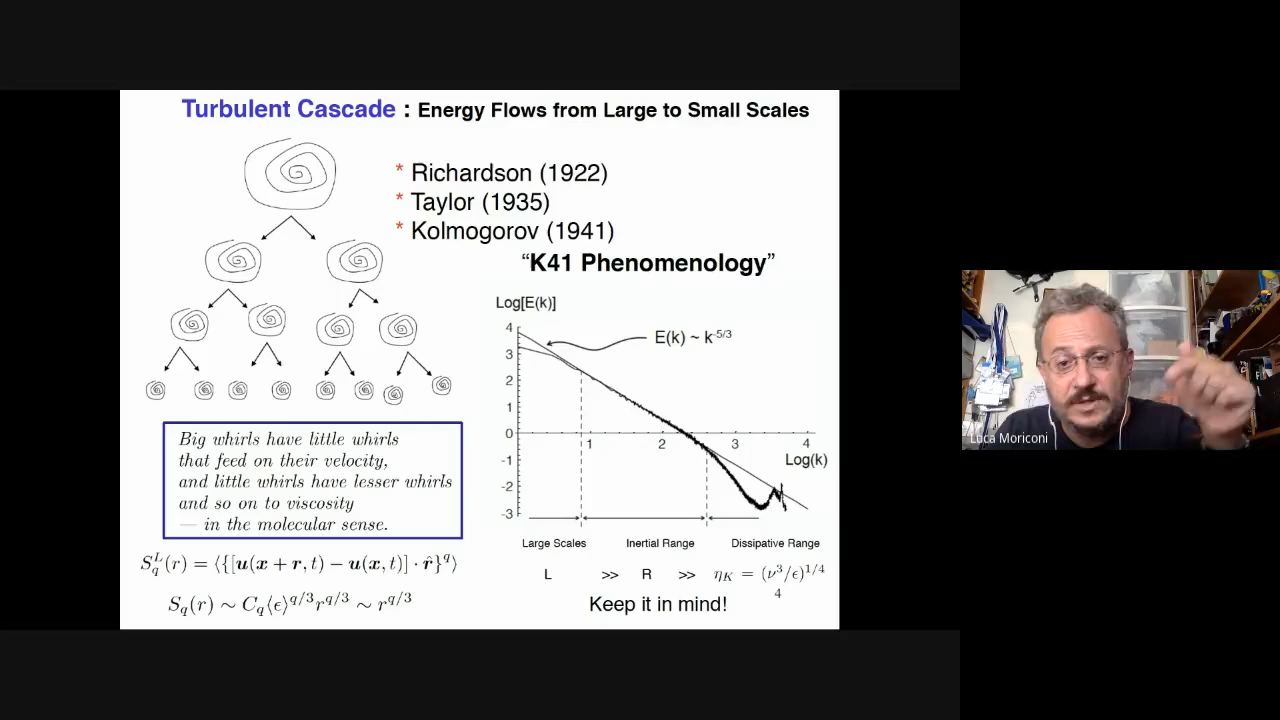 Turbulent Cascade : Energy Flows from Large to Small Scales
* Richardson (1922)
* Taylor (1935)
* Kolmogorov (1941)
“K41 Phenomenology”
Log[E(k)]
E(k) ~ k^-5/3
4
3
2
1
0
-1
-2
-3
1 2 3 4
Log(k)
Large Scales Inertial Range Dissipative Range
L >> R >> η_K = (ν^3/ϵ)^1/4
4
Keep it in mind!
Big whirls have little whirls
that feed on their velocity,
and little whirls have lesser whirls
and so on to viscosity
— in the molecular sense.
S_q^L(r) = ⟨{[u(x + r, t) − u(x, t)] · r̂}^q⟩
S_q(r) ∼ C_q⟨ϵ⟩^q/3 r^q/3 ∼ r^q/3
Luca Moriconi